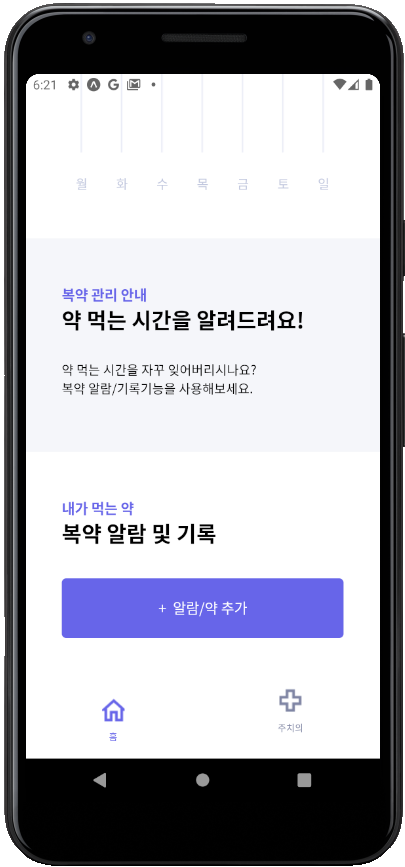 6:21
월 화 수 목 금 토 일
복약 관리 안내
약 먹는 시간을 알려드려요!
약 먹는 시간을 자꾸 잊어버리시나요?
복약 알람/기록기능을 사용해보세요.
내가 먹는 약
복약 알람 및 기록
+ 알람/약 추가
홈
주치의